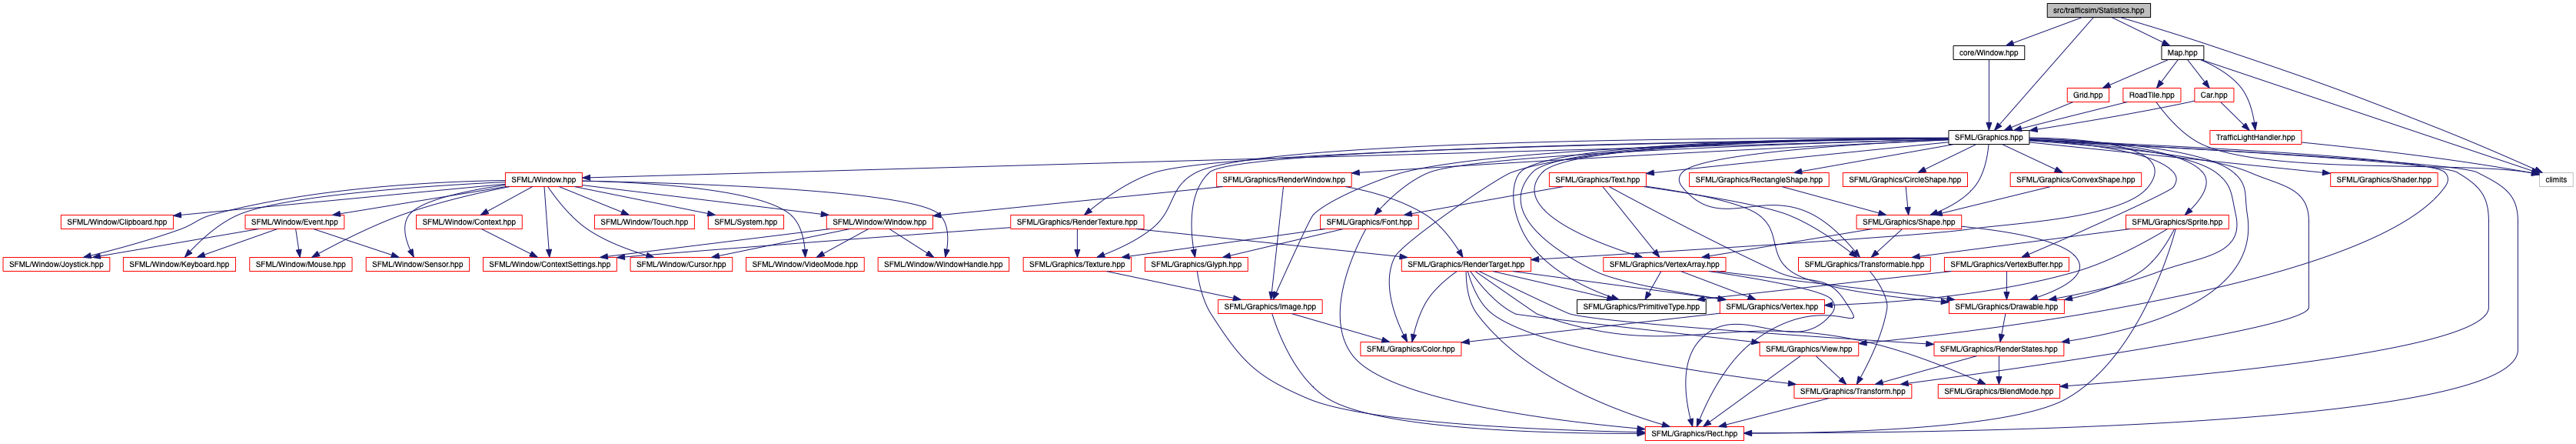 src/trafficsim/Statistics.hpp
core/Window.hpp
Map.hpp
Grid.hpp
RoadTile.hpp
Car.hpp
SFML/Graphics.hpp
TrafficLightHandler.hpp
SFML/Window.hpp
SFML/Graphics/RenderWindow.hpp
SFML/Graphics/Text.hpp
SFML/Graphics/RectangleShape.hpp
SFML/Graphics/CircleShape.hpp
SFML/Graphics/ConvexShape.hpp
SFML/Graphics/Shader.hpp
climits
SFML/Window/Clipboard.hpp
SFML/Window/Event.hpp
SFML/Window/Context.hpp
SFML/Window/Touch.hpp
SFML/System.hpp
SFML/Window/Window.hpp
SFML/Graphics/RenderTexture.hpp
SFML/Graphics/Font.hpp
SFML/Graphics/Shape.hpp
SFML/Graphics/Sprite.hpp
SFML/Window/Joystick.hpp
SFML/Window/Keyboard.hpp
SFML/Window/Mouse.hpp
SFML/Window/Sensor.hpp
SFML/Window/ContextSettings.hpp
SFML/Window/Cursor.hpp
SFML/Window/VideoMode.hpp
SFML/Window/WindowHandle.hpp
SFML/Graphics/Texture.hpp
SFML/Graphics/Glyph.hpp
SFML/Graphics/RenderTarget.hpp
SFML/Graphics/VertexArray.hpp
SFML/Graphics/Transformable.hpp
SFML/Graphics/VertexBuffer.hpp
SFML/Graphics/Image.hpp
SFML/Graphics/PrimitiveType.hpp
SFML/Graphics/Vertex.hpp
SFML/Graphics/Drawable.hpp
SFML/Graphics/Color.hpp
SFML/Graphics/View.hpp
SFML/Graphics/RenderStates.hpp
SFML/Graphics/Transform.hpp
SFML/Graphics/BlendMode.hpp
SFML/Graphics/Rect.hpp